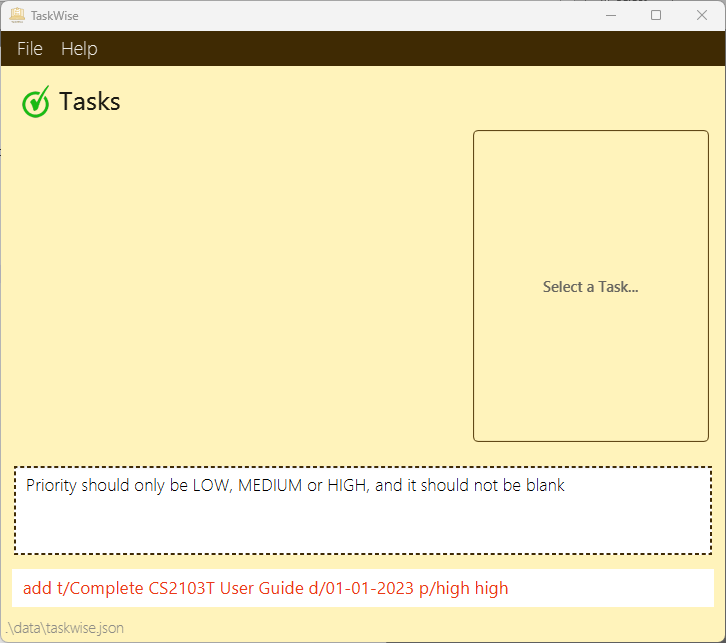 TaskWise
File Help
Tasks
Select a Task...
Priority should only be LOW, MEDIUM or HIGH, and it should not be blank
add t/Complete CS2103T User Guide d/01-01-2023 p/high high
.\data\taskwise.json